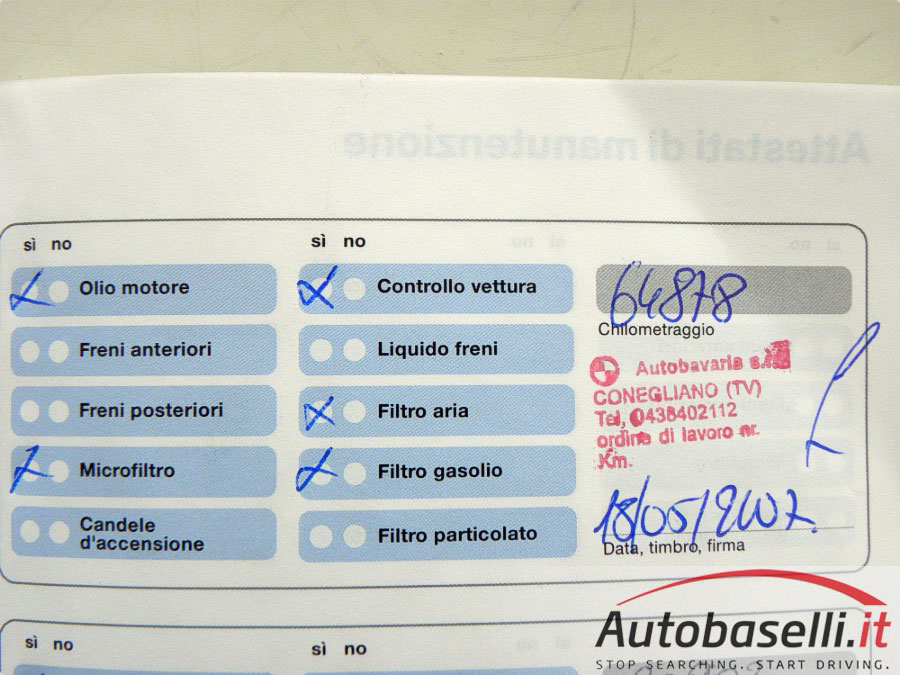 Attestati di manutenzione
sì no
Olio motore
Freni anteriori
Freni posteriori
Microfiltro
Candele
d'accensione
sì no
Controllo vettura
Liquido freni
Filtro aria
Filtro gasolio
Filtro particolato
64878
Chilometraggio
Autobavaria s.r.l.
CONEGLIANO (TV)
Tel. 0438402112
ordine di lavoro nr.
Km.
18/05/2007.
Data, timbro, firma
sì no
sì no
Autobaselli.it
STOP SEARCHING. START DRIVING.